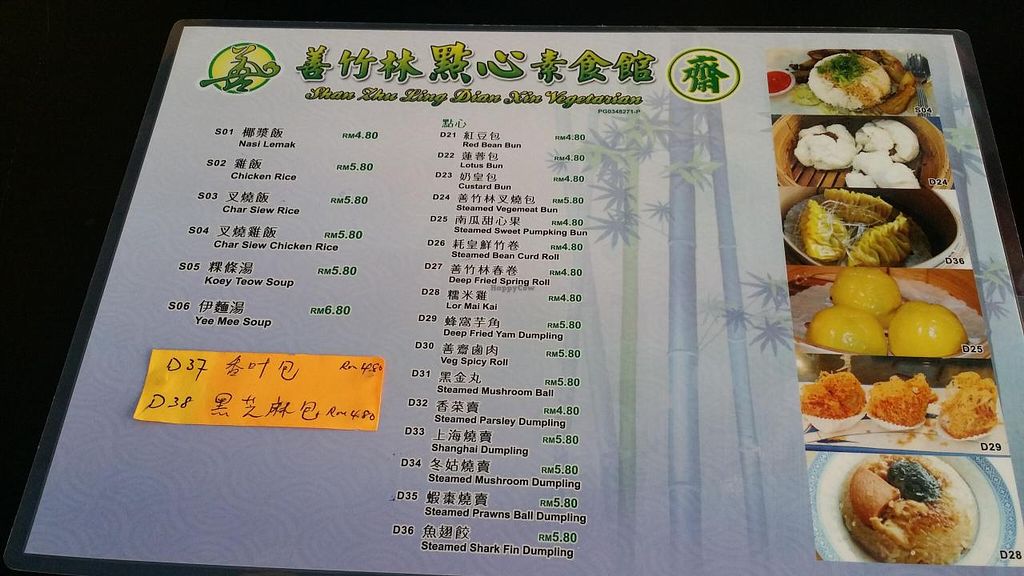 善竹林點心素食館
齋
Shan Zhu Ling Dian Xin Vegetarian
PG0348271-P
S01 椰漿飯 RM4.80
Nasi Lemak
S02 雞飯 RM5.80
Chicken Rice
S03 叉燒飯 RM5.80
Char Siew Rice
S04 叉燒雞飯 RM5.80
Char Siew Chicken Rice
S05 粿條湯 RM5.80
Koey Teow Soup
S06 伊麵湯 RM6.80
Yee Mee Soup
D37 香叶包 Rm 4.80
D38 黑芝麻包 Rm 4.80
點心
D21 紅豆包 RM4.80
Red Bean Bun
D22 蓮蓉包 RM4.80
Lotus Bun
D23 奶皇包 RM4.80
Custard Bun
D24 善竹林叉燒包 RM5.80
Steamed Vegemeat Bun
D25 南瓜甜心果 RM4.80
Steamed Sweet Pumpking Bun
D26 耗皇鮮竹卷 RM4.80
Steamed Bean Curd Roll
D27 善竹林春卷 RM4.80
Deep Fried Spring Roll
HappyCow
D28 糯米雞 RM4.80
Lor Mai Kai
D29 蜂窩芋角 RM5.80
Deep Fried Yam Dumpling
D30 善齋鹵肉 RM5.80
Veg Spicy Roll
D31 黑金丸 RM5.80
Steamed Mushroom Ball
D32 香菜賣 RM4.80
Steamed Parsley Dumpling
D33 上海燒賣 RM5.80
Shanghai Dumpling
D34 冬姑燒賣 RM5.80
Steamed Mushroom Dumpling
D35 蝦棗燒賣 RM5.80
Steamed Prawns Ball Dumpling
D36 魚翅餃 RM5.80
Steamed Shark Fin Dumpling
S04
D24
D36
D25
D29
D28